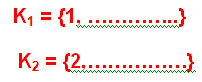 K₁ = {1, ..............}
K₂ = {2,................}